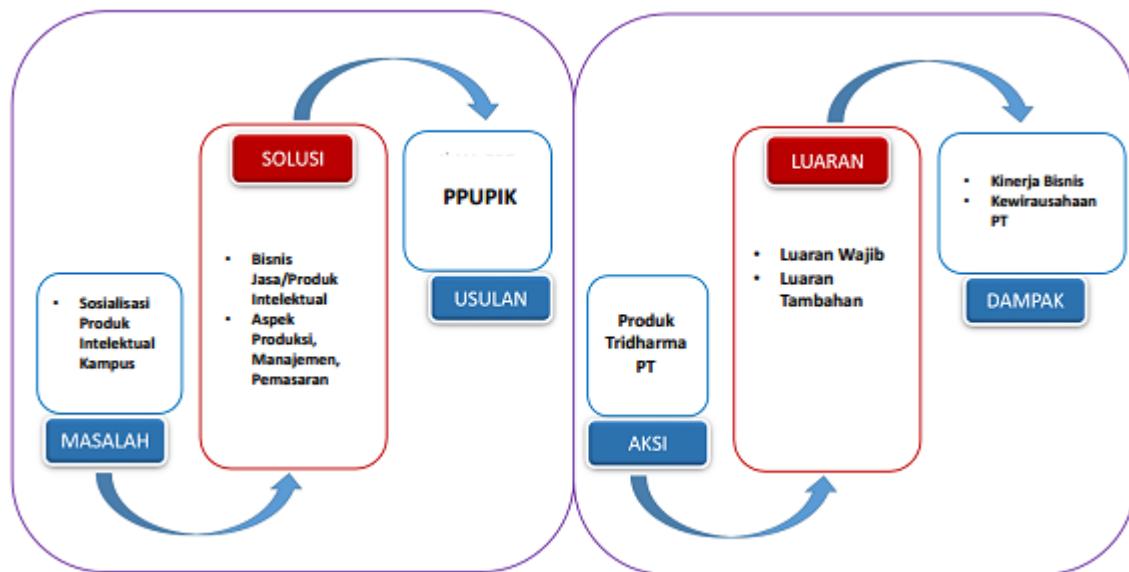 SOLUSI
• Bisnis
Jasa/Produk
Intelektual
• Aspek
Produksi,
Manajemen,
Pemasaran
PPUPIK
USULAN
• Sosialisasi
Produk
Intelektual
Kampus
MASALAH
LUARAN
• Luaran Wajib
• Luaran
Tambahan
• Kinerja Bisnis
• Kewirausahaan
PT
DAMPAK
Produk
Tridharma
PT
AKSI